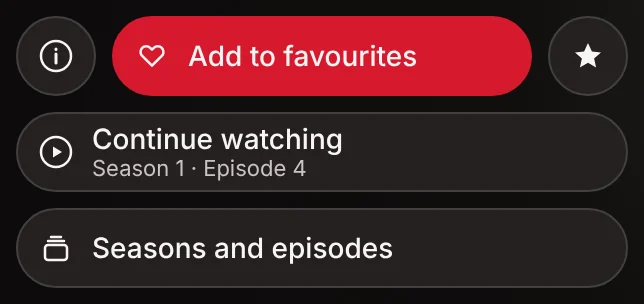 Add to favourites
Continue watching
Season 1 · Episode 4
Seasons and episodes